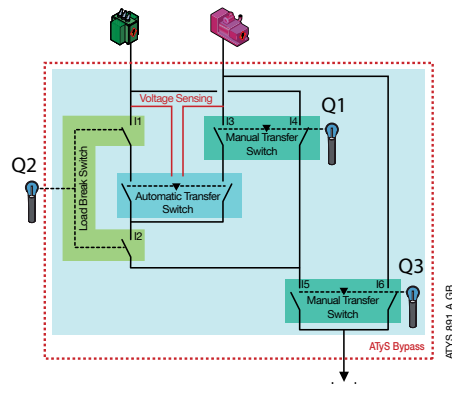 Voltage Sensing
Q1
I1
I3
I4
Manual Transfer
Switch
Q2
Load Break Switch
Automatic Transfer
Switch
I2
Q3
I5
I6
Manual Transfer
Switch
ATyS Bypass
ATYS 891 A GB